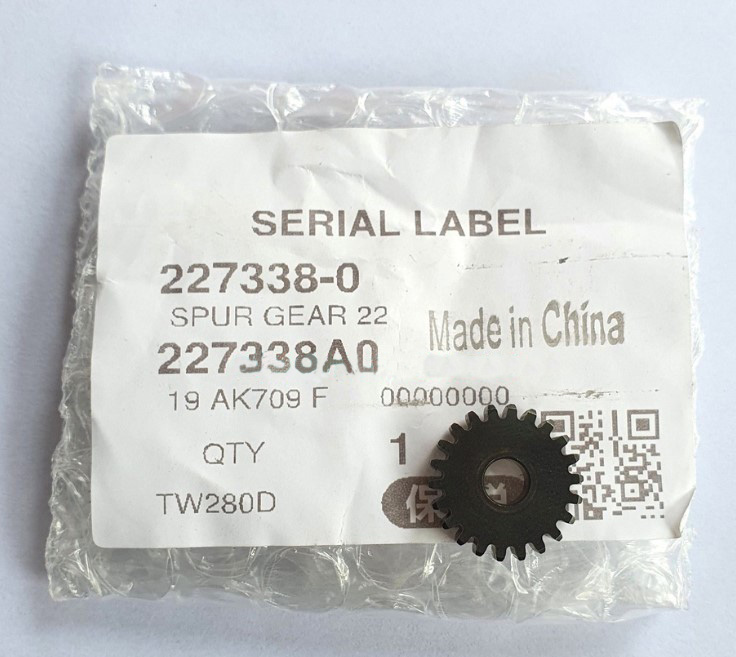 SERIAL LABEL
227338-0
SPUR GEAR 22
Made in China
227338A0
19 AK709 F 00000000
QTY 1
TW280D
保